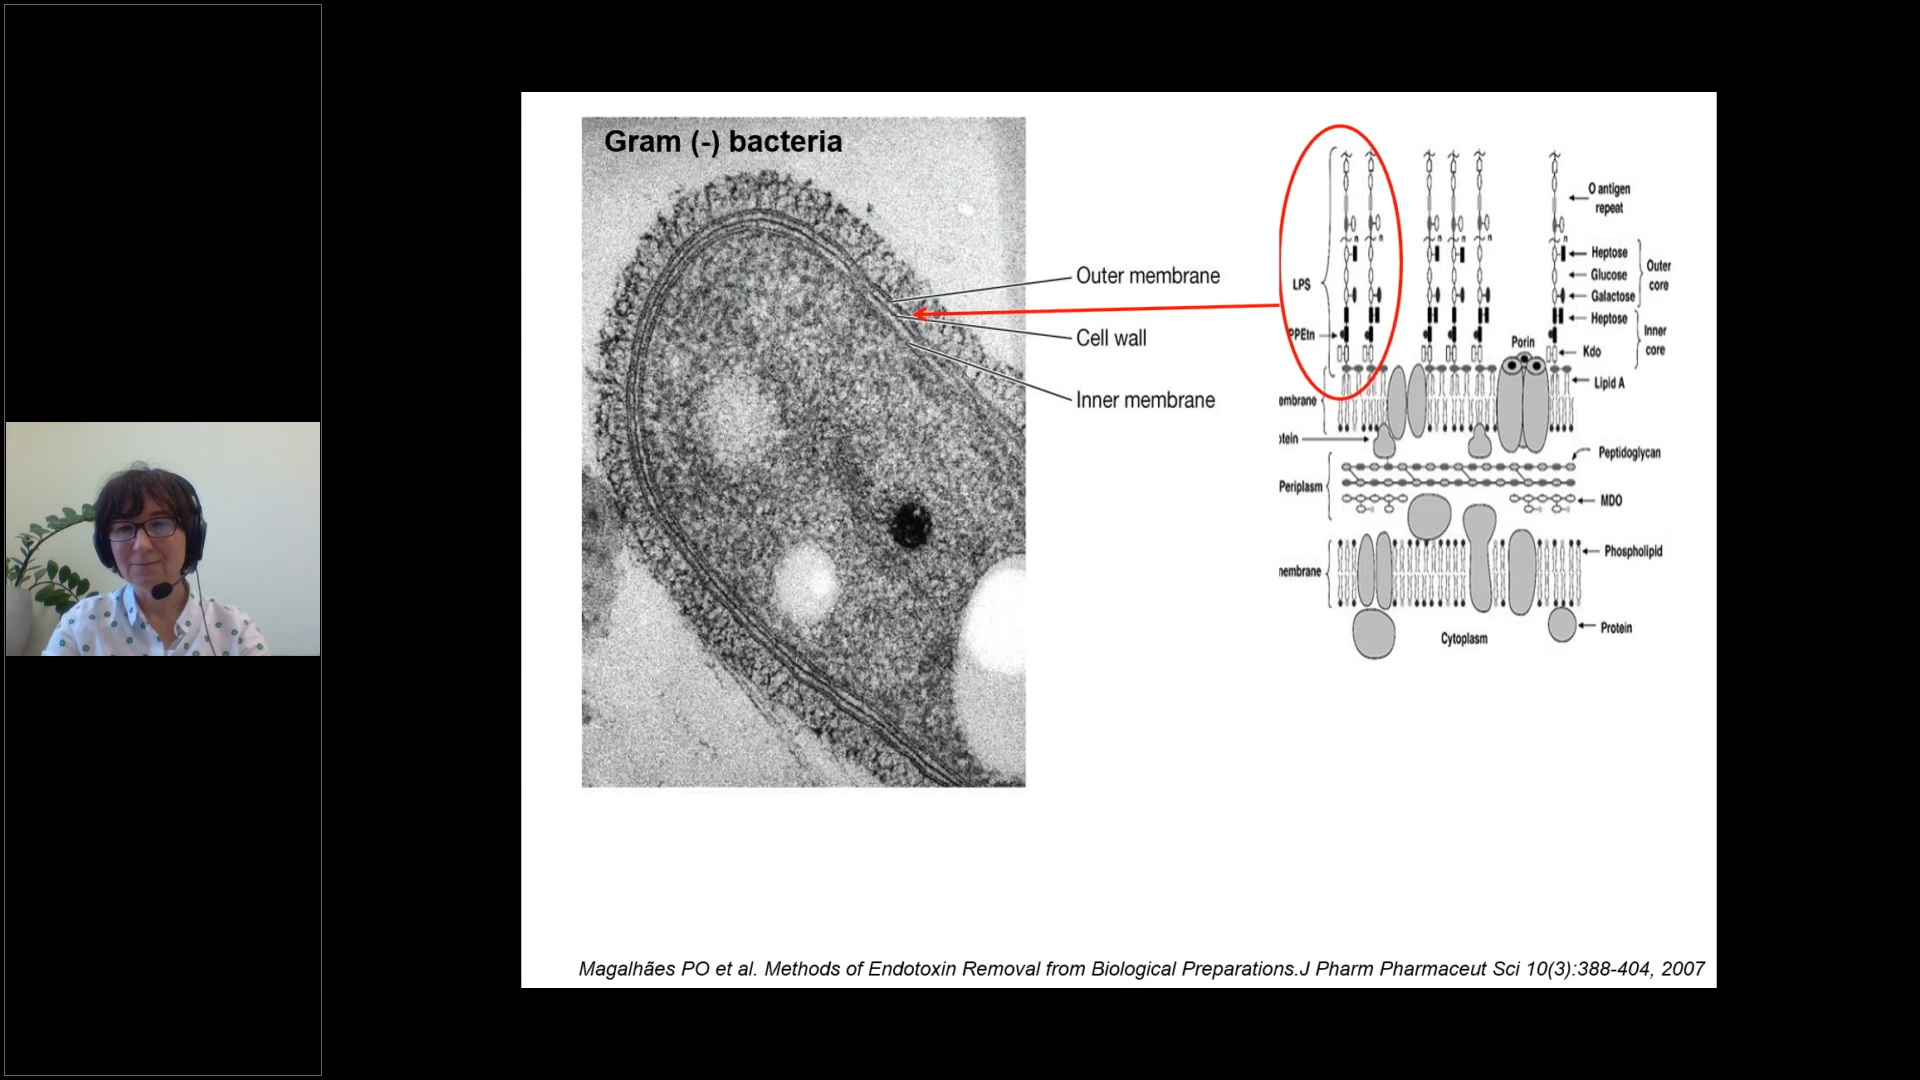 Gram (-) bacteria
Outer membrane
Cell wall
Inner membrane
LPS
PPEtn
embrane
otein
Periplasm
membrane
O antigen
repeat
Heptose
Glucose
Galactose
Heptose
Outer
core
Inner
core
Porin
Kdo
Lipid A
Peptidoglycan
MDO
Phospholipid
Protein
Cytoplasm
Magalhães PO et al. Methods of Endotoxin Removal from Biological Preparations.J Pharm Pharmaceut Sci 10(3):388-404, 2007